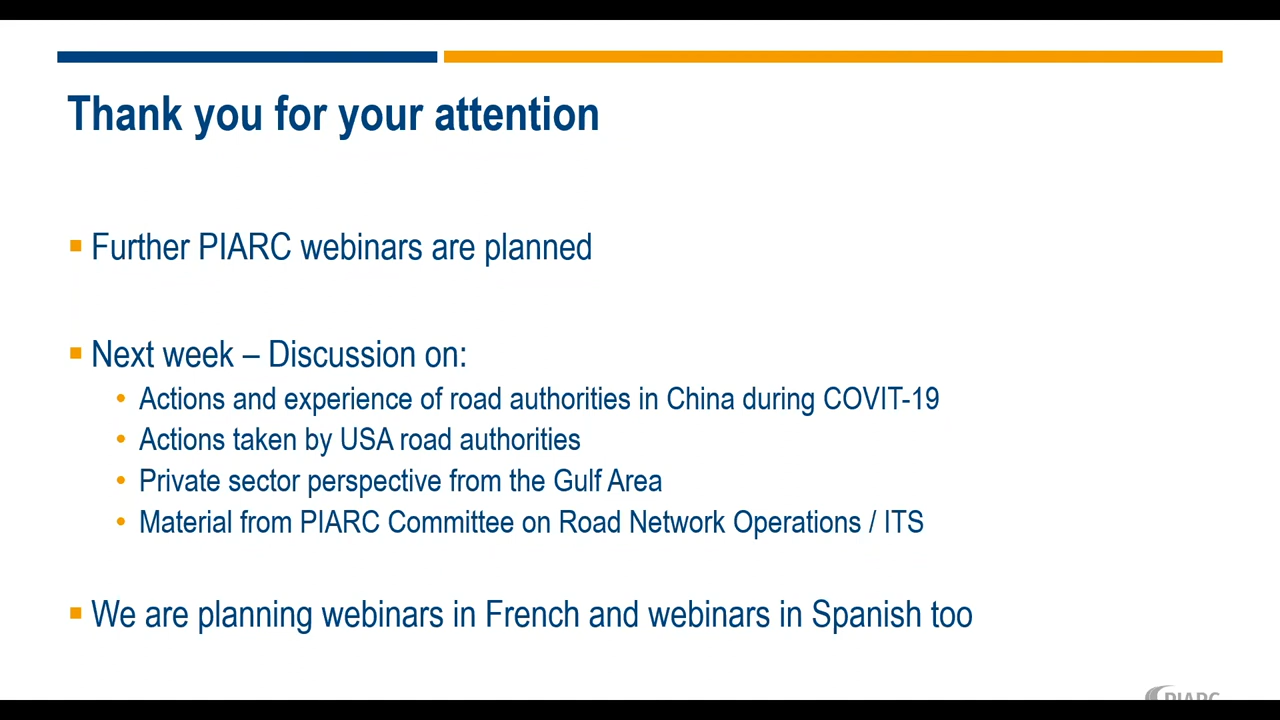 Thank you for your attention
Further PIARC webinars are planned
Next week – Discussion on:
Actions and experience of road authorities in China during COVIT-19
Actions taken by USA road authorities
Private sector perspective from the Gulf Area
Material from PIARC Committee on Road Network Operations / ITS
We are planning webinars in French and webinars in Spanish too
PIARC